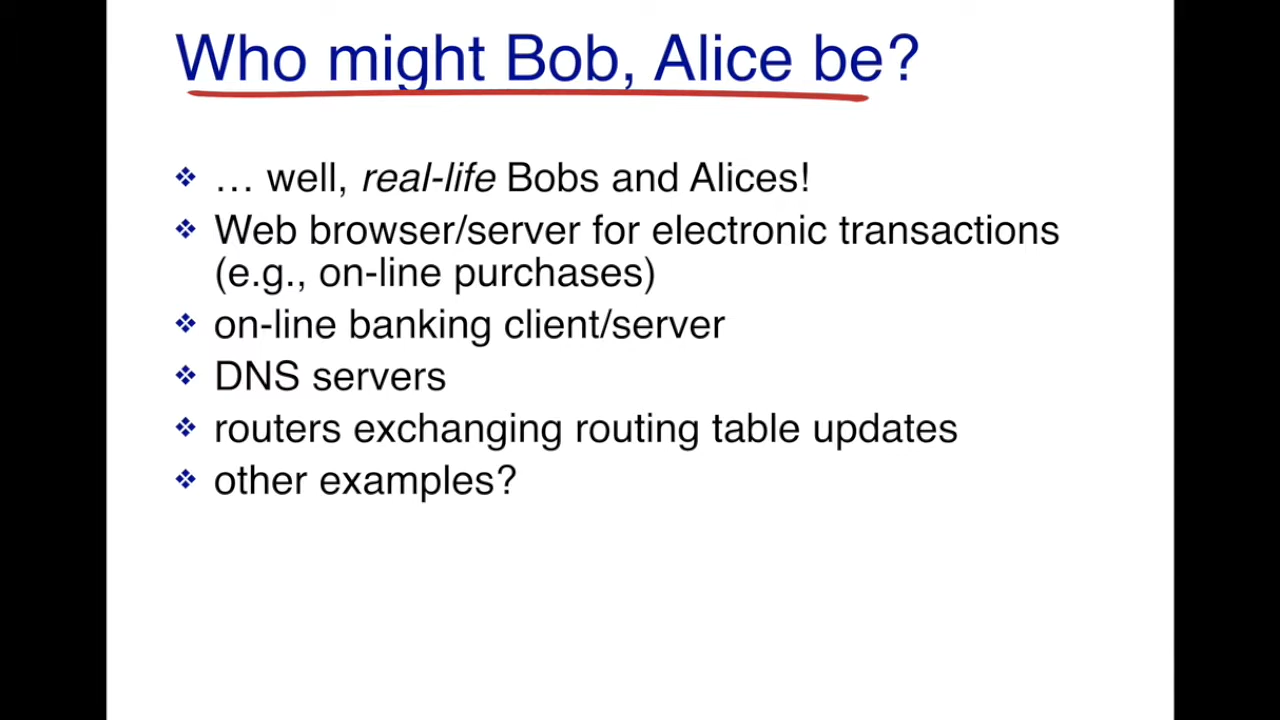 Who might Bob, Alice be?
… well, real-life Bobs and Alices!
Web browser/server for electronic transactions
(e.g., on-line purchases)
on-line banking client/server
DNS servers
routers exchanging routing table updates
other examples?